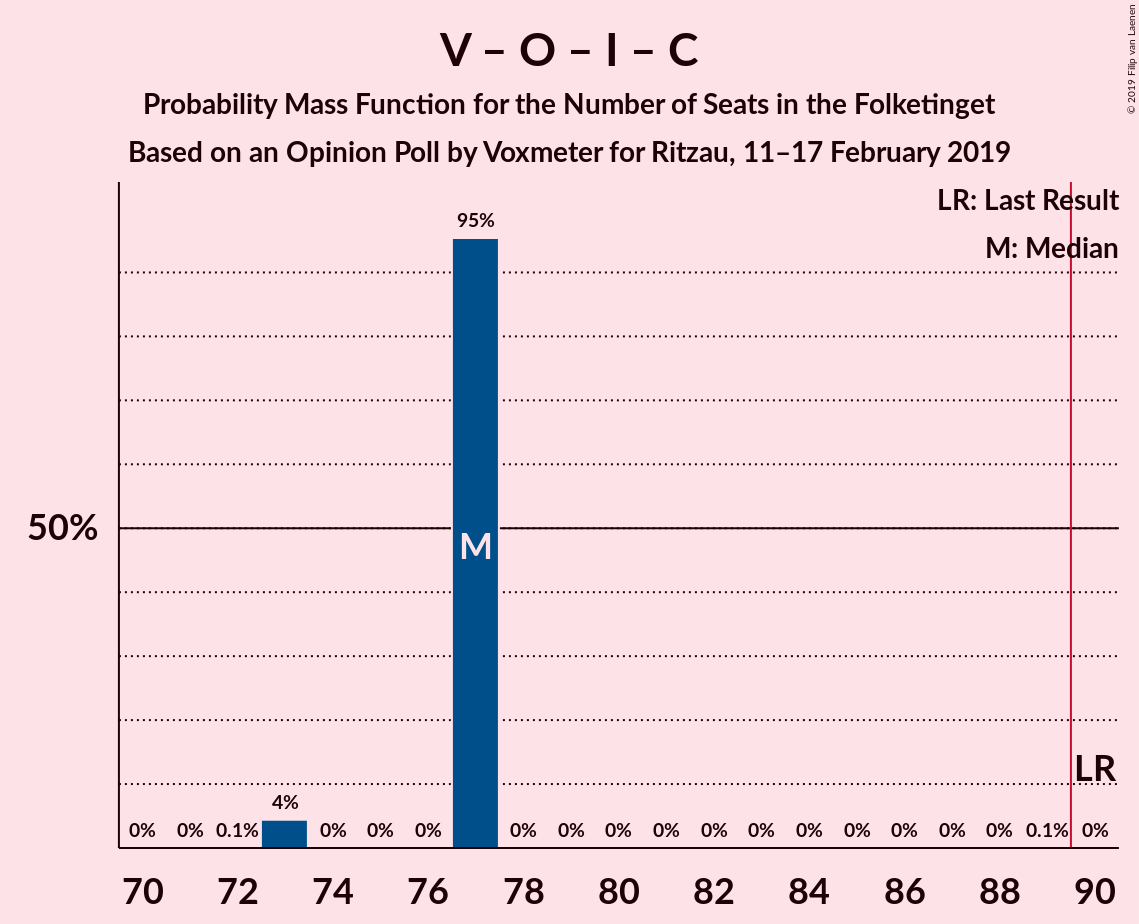 V – O – I – C
Probability Mass Function for the Number of Seats in the Folketinget
Based on an Opinion Poll by Voxmeter for Ritzau, 11–17 February 2019
© 2019 Filip van Laenen
LR: Last Result
M: Median
95%
50%
M
LR
4%
0% 0% 0.1% 0% 0% 0% 0% 0% 0% 0% 0% 0% 0% 0% 0% 0% 0% 0.1% 0%
70 72 74 76 78 80 82 84 86 88 90